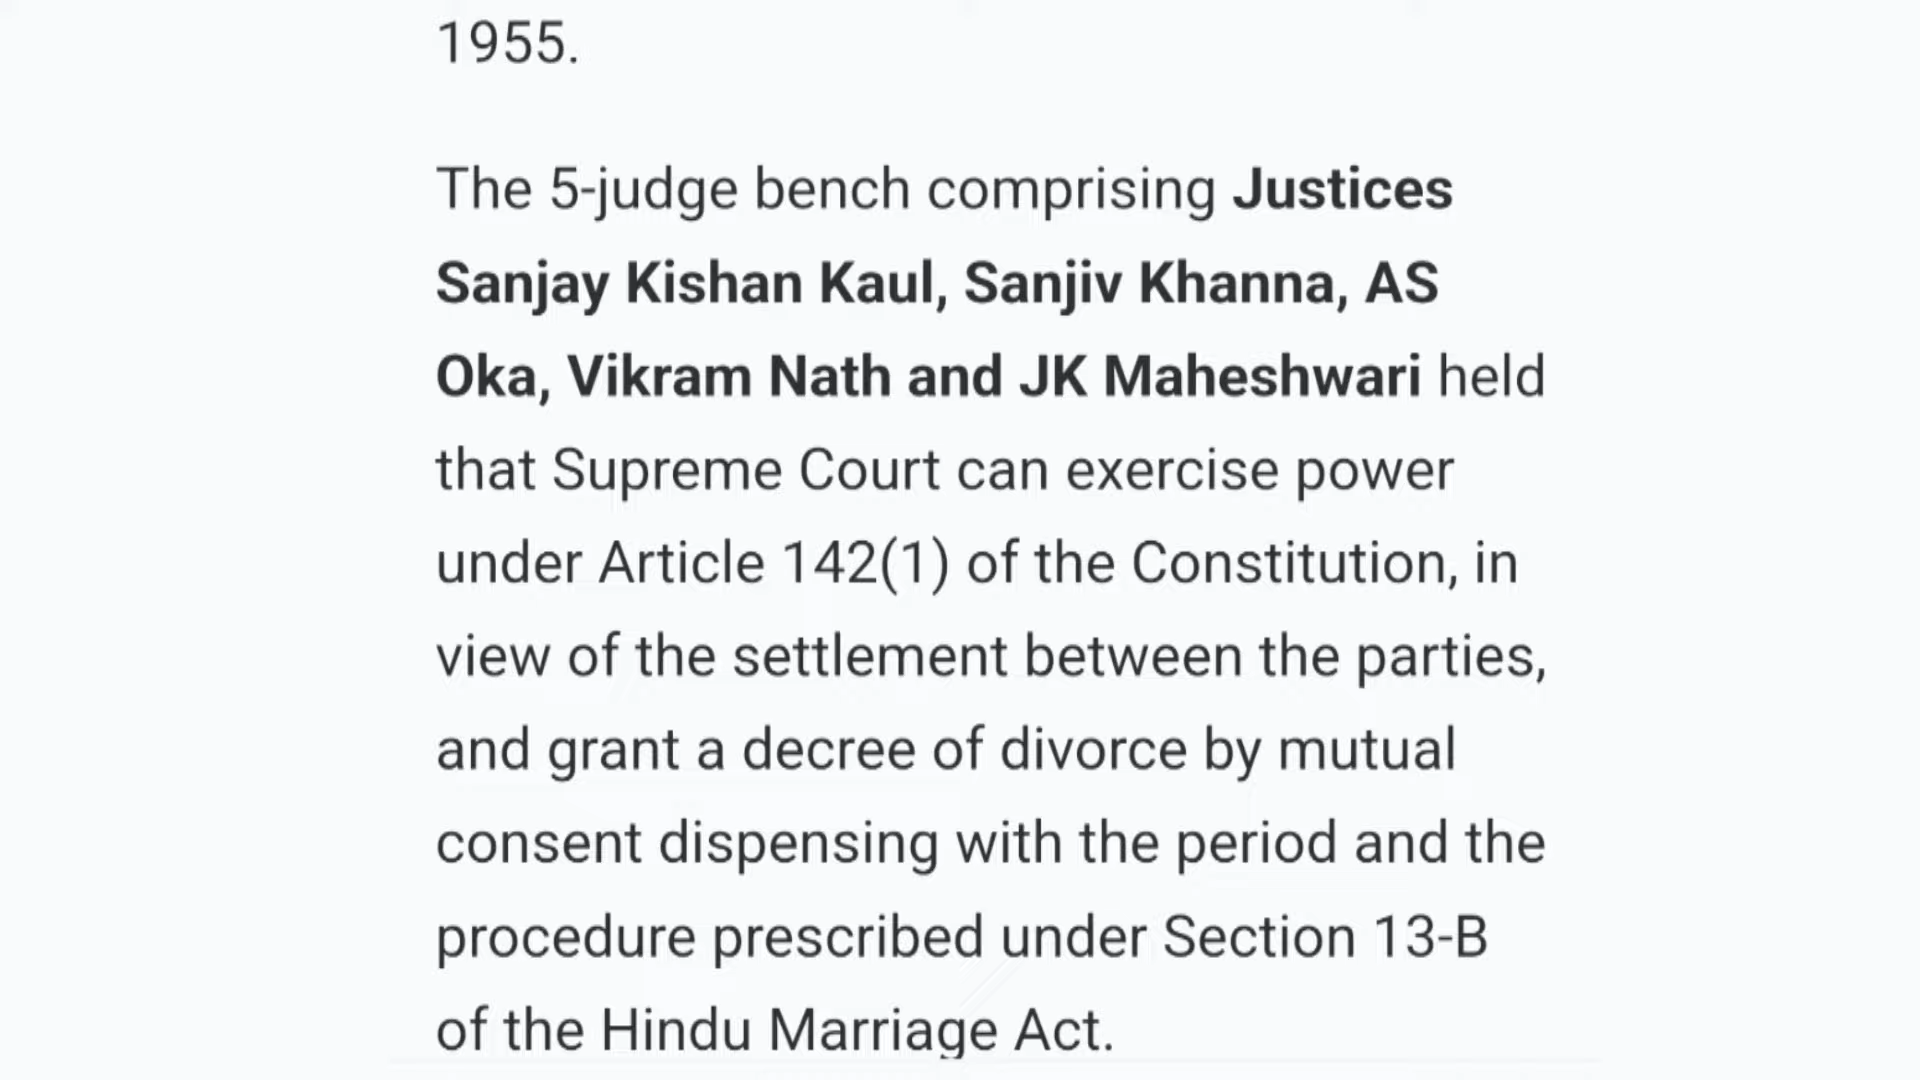 1955.
The 5-judge bench comprising Justices
Sanjay Kishan Kaul, Sanjiv Khanna, AS
Oka, Vikram Nath and JK Maheshwari held
that Supreme Court can exercise power
under Article 142(1) of the Constitution, in
view of the settlement between the parties,
and grant a decree of divorce by mutual
consent dispensing with the period and the
procedure prescribed under Section 13-B
of the Hindu Marriage Act.